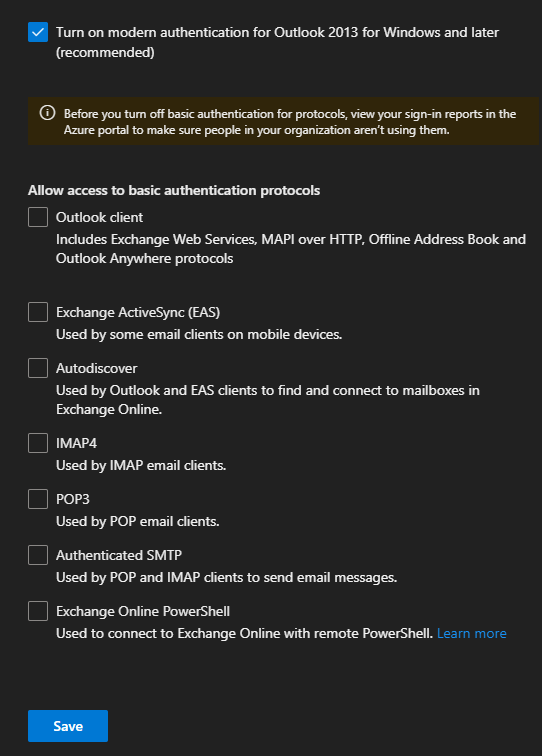 Turn on modern authentication for Outlook 2013 for Windows and later
(recommended)
Before you turn off basic authentication for protocols, view your sign-in reports in the
Azure portal to make sure people in your organization aren't using them.
Allow access to basic authentication protocols
Outlook client
Includes Exchange Web Services, MAPI over HTTP, Offline Address Book and
Outlook Anywhere protocols
Exchange ActiveSync (EAS)
Used by some email clients on mobile devices.
Autodiscover
Used by Outlook and EAS clients to find and connect to mailboxes in
Exchange Online.
IMAP4
Used by IMAP email clients.
POP3
Used by POP email clients.
Authenticated SMTP
Used by POP and IMAP clients to send email messages.
Exchange Online PowerShell
Used to connect to Exchange Online with remote PowerShell. Learn more
Save